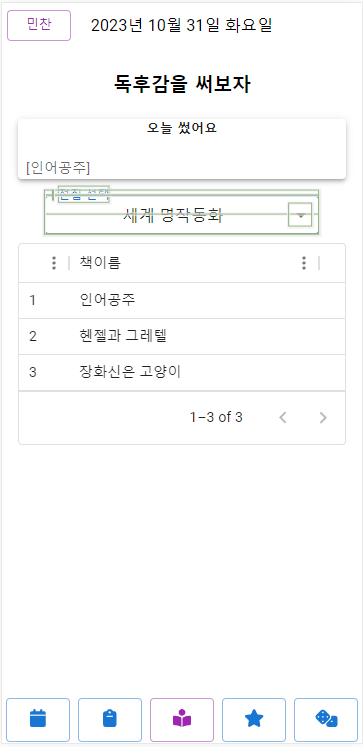 민찬 2023년 10월 31일 화요일
독후감을 써보자
오늘 썼어요
[인어공주]
선택
세계 명작동화
책이름
1 인어공주
2 헨젤과 그레텔
3 장화신은 고양이
1–3 of 3